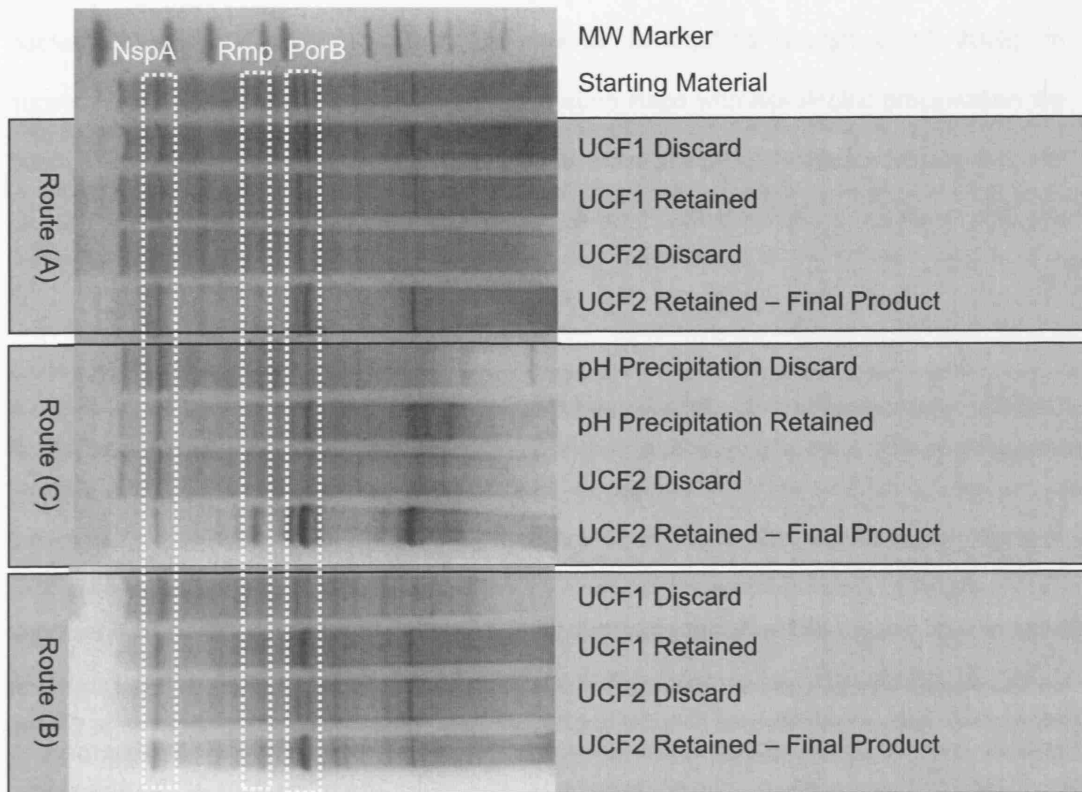 NspA Rmp PorB
MW Marker
Starting Material
Route (A)
UCF1 Discard
UCF1 Retained
UCF2 Discard
UCF2 Retained – Final Product
Route (C)
pH Precipitation Discard
pH Precipitation Retained
UCF2 Discard
UCF2 Retained – Final Product
Route (B)
UCF1 Discard
UCF1 Retained
UCF2 Discard
UCF2 Retained – Final Product